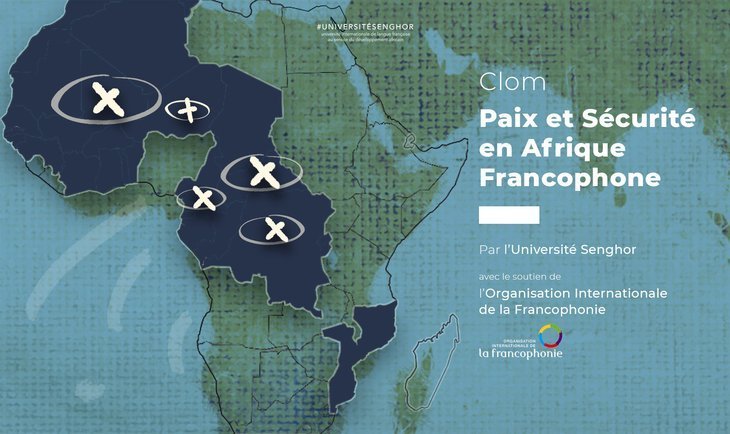 #UNIVERSITÉSENGHOR
université internationale de langue française
au service du développement africain
Clom
Paix et Sécurité
en Afrique
Francophone
Par l'Université Senghor
avec le soutien de
l'Organisation Internationale
de la Francophonie
ORGANISATION
INTERNATIONALE DE
la francophonie